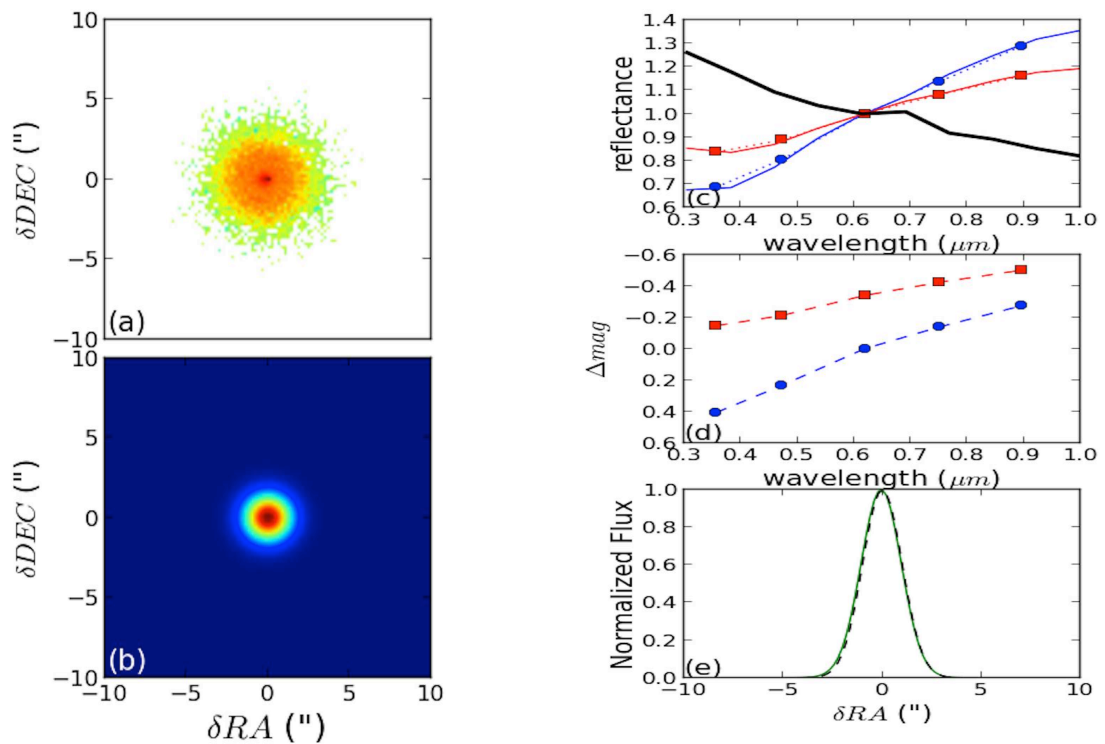 10
5
0
−5
−10
δDEC (")
(a)
10
5
0
−5
−10
δDEC (")
(b)
−10 −5 0 5 10
δRA (")
1.4
1.3
1.2
1.1
1.0
0.9
0.8
0.7
0.6
reflectance
(c)
0.3 0.4 0.5 0.6 0.7 0.8 0.9 1.0
wavelength (μm)
−0.6
−0.4
−0.2
0.0
0.2
0.4
0.6
Δmag
(d)
0.3 0.4 0.5 0.6 0.7 0.8 0.9 1.0
wavelength (μm)
1.0
0.8
0.6
0.4
0.2
0.0
Normalized Flux
(e)
−10 −5 0 5 10
δRA (")